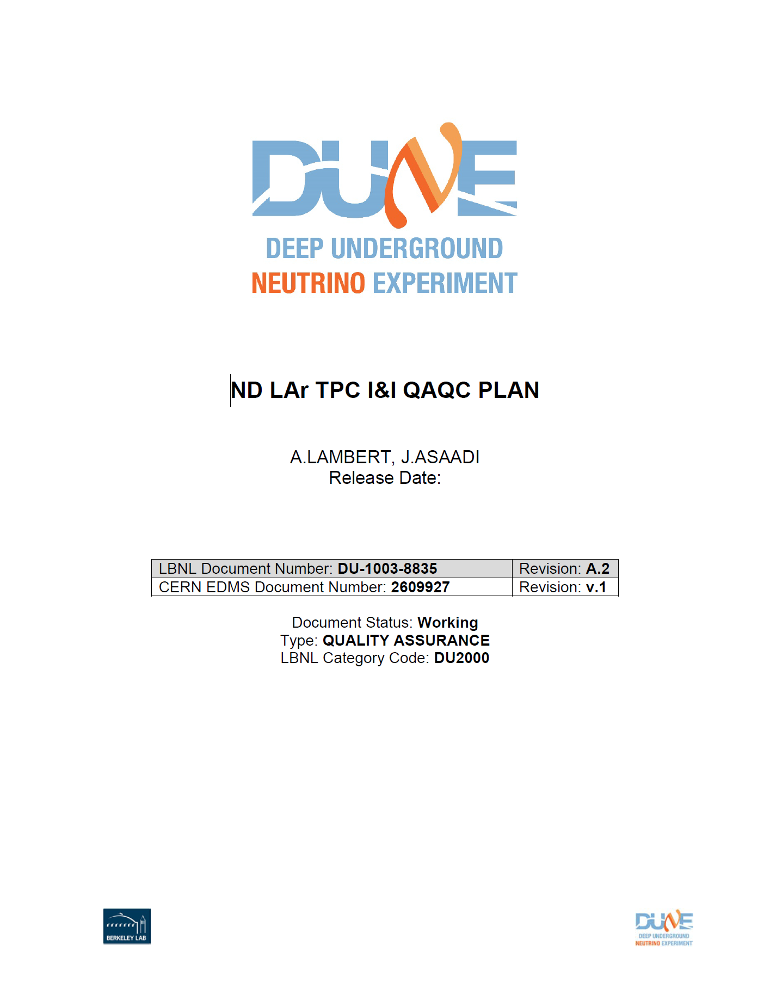 DUNE
DEEP UNDERGROUND
NEUTRINO EXPERIMENT
ND LAr TPC I&I QAQC PLAN
A.LAMBERT, J.ASAADI
Release Date:
LBNL Document Number: DU-1003-8835 Revision: A.2
CERN EDMS Document Number: 2609927 Revision: v.1
Document Status: Working
Type: QUALITY ASSURANCE
LBNL Category Code: DU2000
BERKELEY LAB
DUNE
DEEP UNDERGROUND
NEUTRINO EXPERIMENT